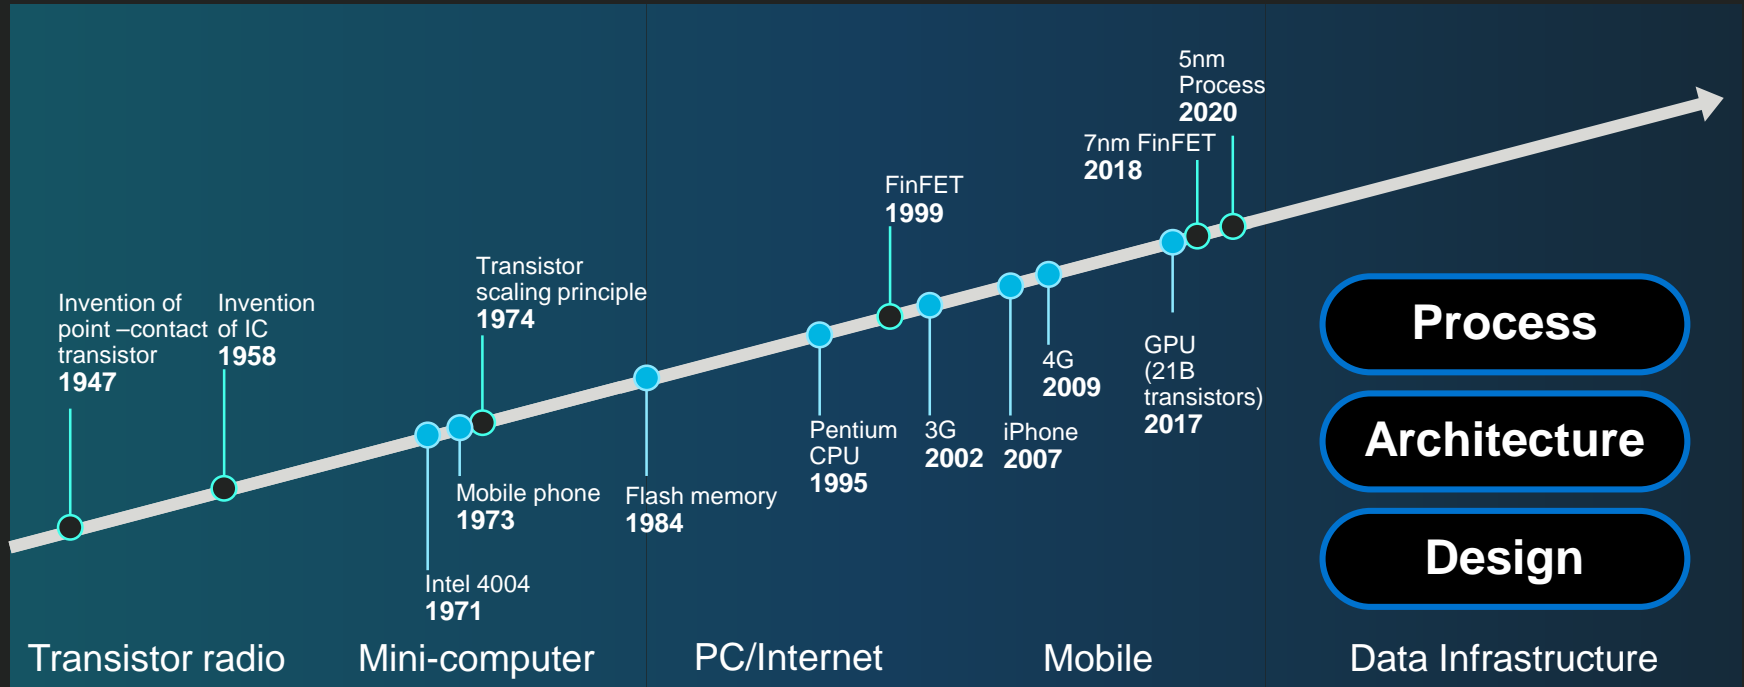 Invention of
point –contact
transistor
1947
Invention
of IC
1958
Intel 4004
1971
Mobile phone
1973
Transistor
scaling principle
1974
Flash memory
1984
Pentium
CPU
1995
FinFET
1999
3G
2002
iPhone
2007
4G
2009
GPU
(21B
transistors)
2017
7nm FinFET
2018
5nm
Process
2020
Process
Architecture
Design
Transistor radio
Mini-computer
PC/Internet
Mobile
Data Infrastructure